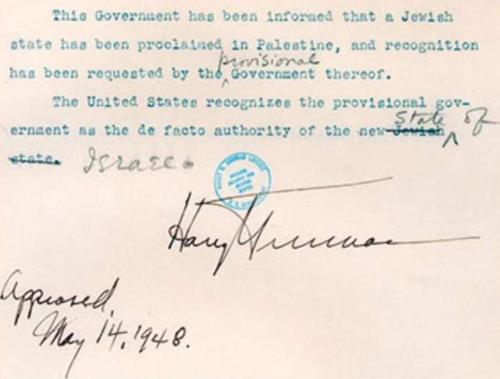 This Government has been informed that a Jewish
state has been proclaimed in Palestine, and recognition
provisional
has been requested by the Government thereof.
The United States recognizes the provisional gov-
State of
ernment as the de facto authority of the new Jewish
state. Israel.
Harry Truman
Approved,
May 14, 1948.